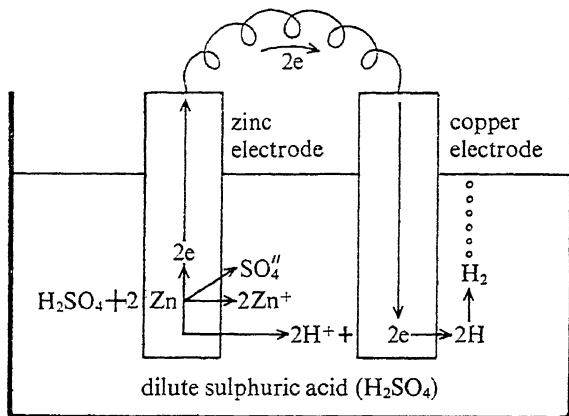 2e
zinc
electrode
copper
electrode
2e
SO₄″
H₂
H₂SO₄+2 Zn
2Zn⁺
2H⁺ +
2e
2H
dilute sulphuric acid (H₂SO₄)